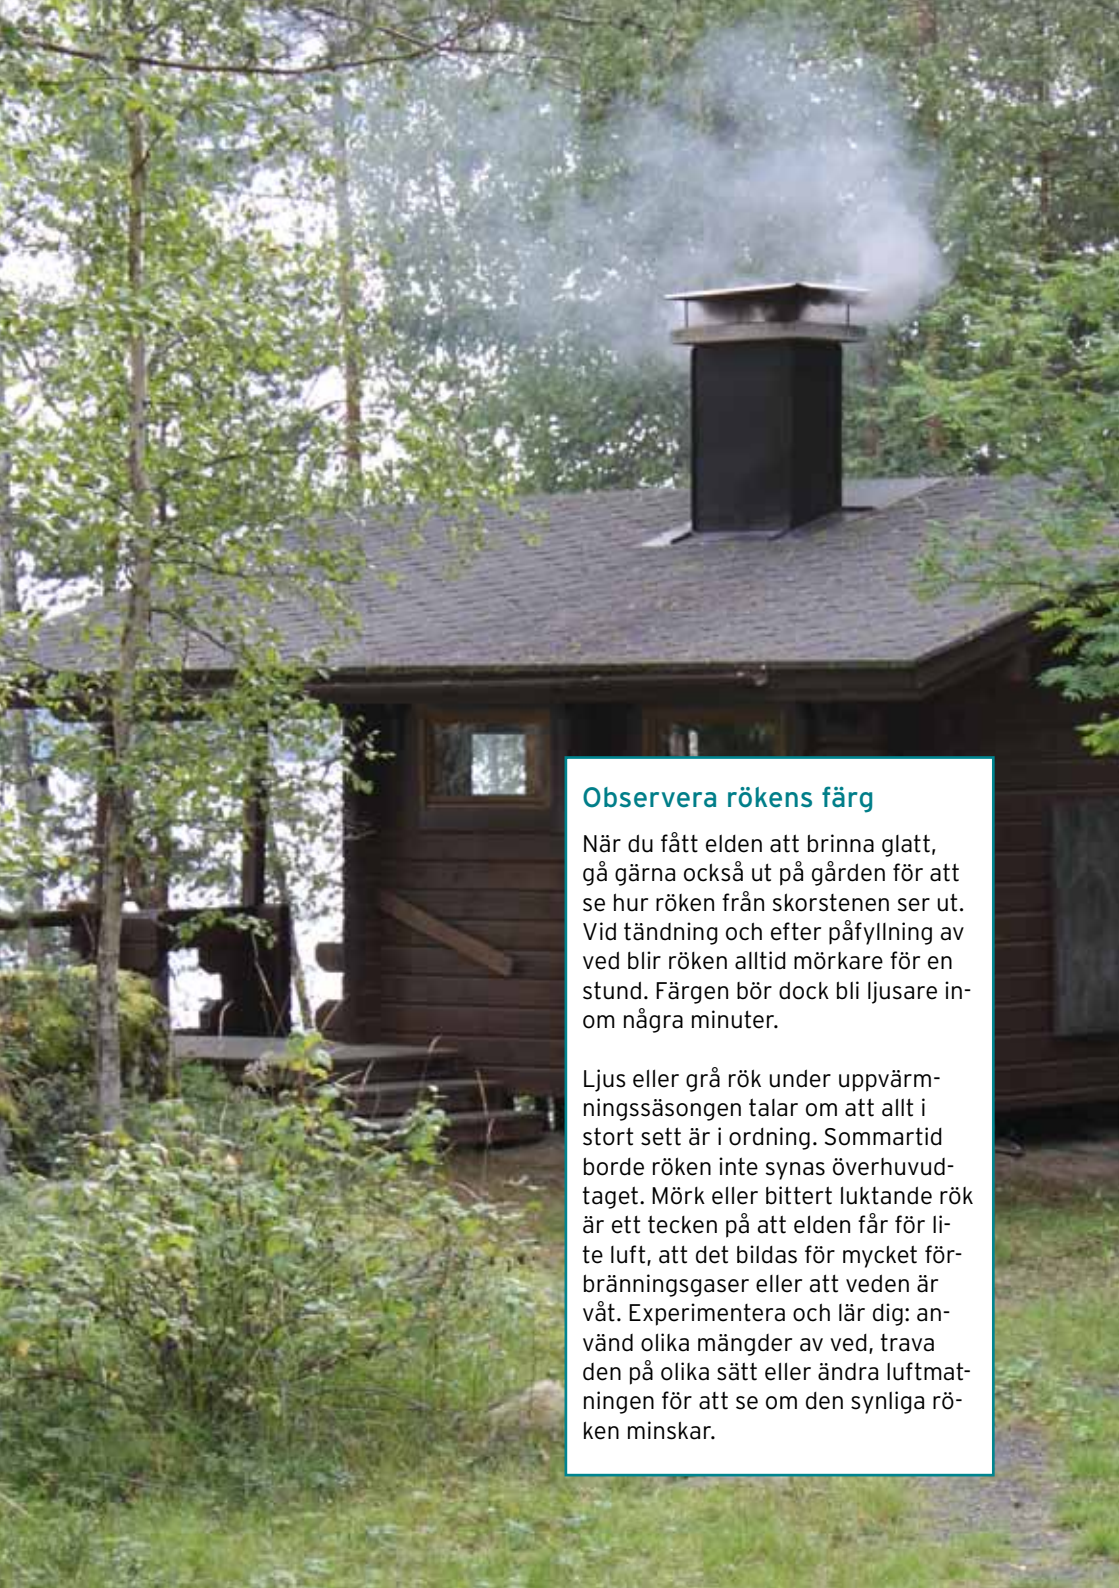 Observera rökens färg
När du fått elden att brinna glatt,
gå gärna också ut på gården för att
se hur röken från skorstenen ser ut.
Vid tändning och efter påfyllning av
ved blir röken alltid mörkare för en
stund. Färgen bör dock bli ljusare in-
om några minuter.
Ljus eller grå rök under uppvärm-
ningssäsongen talar om att allt i
stort sett är i ordning. Sommartid
borde röken inte synas överhuvud-
taget. Mörk eller bittert luktande rök
är ett tecken på att elden får för li-
te luft, att det bildas för mycket för-
bränningsgaser eller att veden är
våt. Experimentera och lär dig: an-
vänd olika mängder av ved, trava
den på olika sätt eller ändra luftmat-
ningen för att se om den synliga rö-
ken minskar.